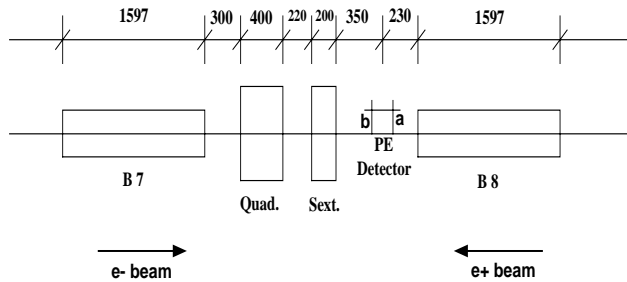 1597 300 400 220 200 350 230 1597
b a
PE
Detector
B 7 Quad. Sext. B 8
e- beam e+ beam